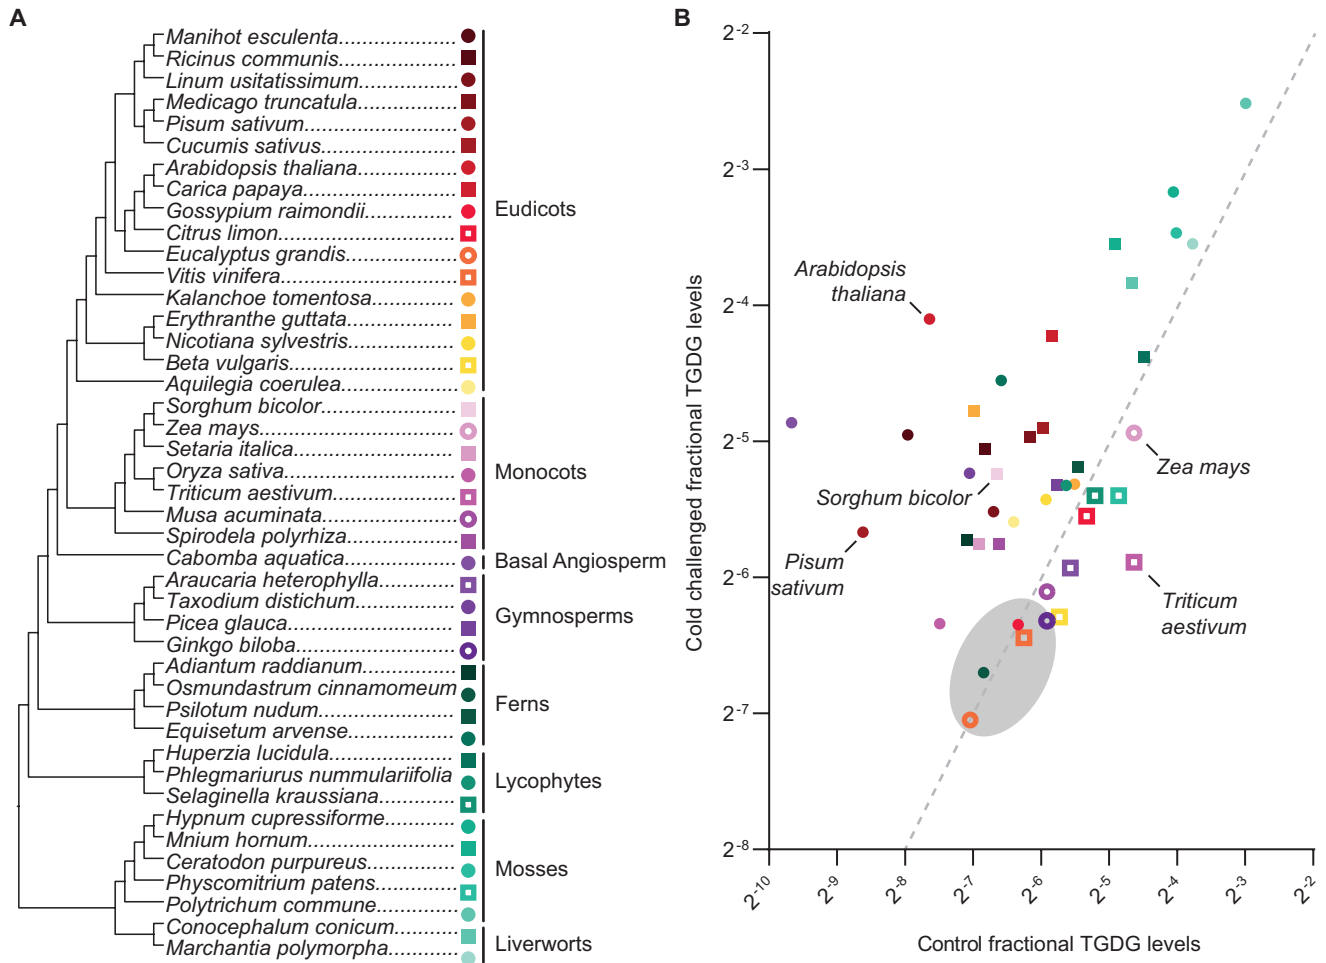 A
Manihot esculenta
Ricinus communis
Linum usitatissimum
Medicago truncatula
Pisum sativum
Cucumis sativus
Arabidopsis thaliana
Carica papaya
Gossypium raimondii
Citrus limon
Eucalyptus grandis
Vitis vinifera
Kalanchoe tomentosa
Erythranthe guttata
Nicotiana sylvestris
Beta vulgaris
Aquilegia coerulea
Eudicots
Sorghum bicolor
Zea mays
Setaria italica
Oryza sativa
Triticum aestivum
Musa acuminata
Spirodela polyrhiza
Monocots
Cabomba aquatica
Basal Angiosperm
Araucaria heterophylla
Taxodium distichum
Picea glauca
Ginkgo biloba
Gymnosperms
Adiantum raddianum
Osmundastrum cinnamomeum
Psilotum nudum
Equisetum arvense
Ferns
Huperzia lucidula
Phlegmariurus nummulariifolia
Selaginella kraussiana
Lycophytes
Hypnum cupressiforme
Mnium hornum
Ceratodon purpureus
Physcomitrium patens
Polytrichum commune
Mosses
Conocephalum conicum
Marchantia polymorpha
Liverworts
B
Cold challenged fractional TGDG levels
2-2
2-3
2-4
2-5
2-6
2-7
2-8
Arabidopsis
thaliana
Zea mays
Sorghum bicolor
Pisum
sativum
Triticum
aestivum
2-10
2-9
2-8
2-7
2-6
2-5
2-4
2-3
2-2
Control fractional TGDG levels